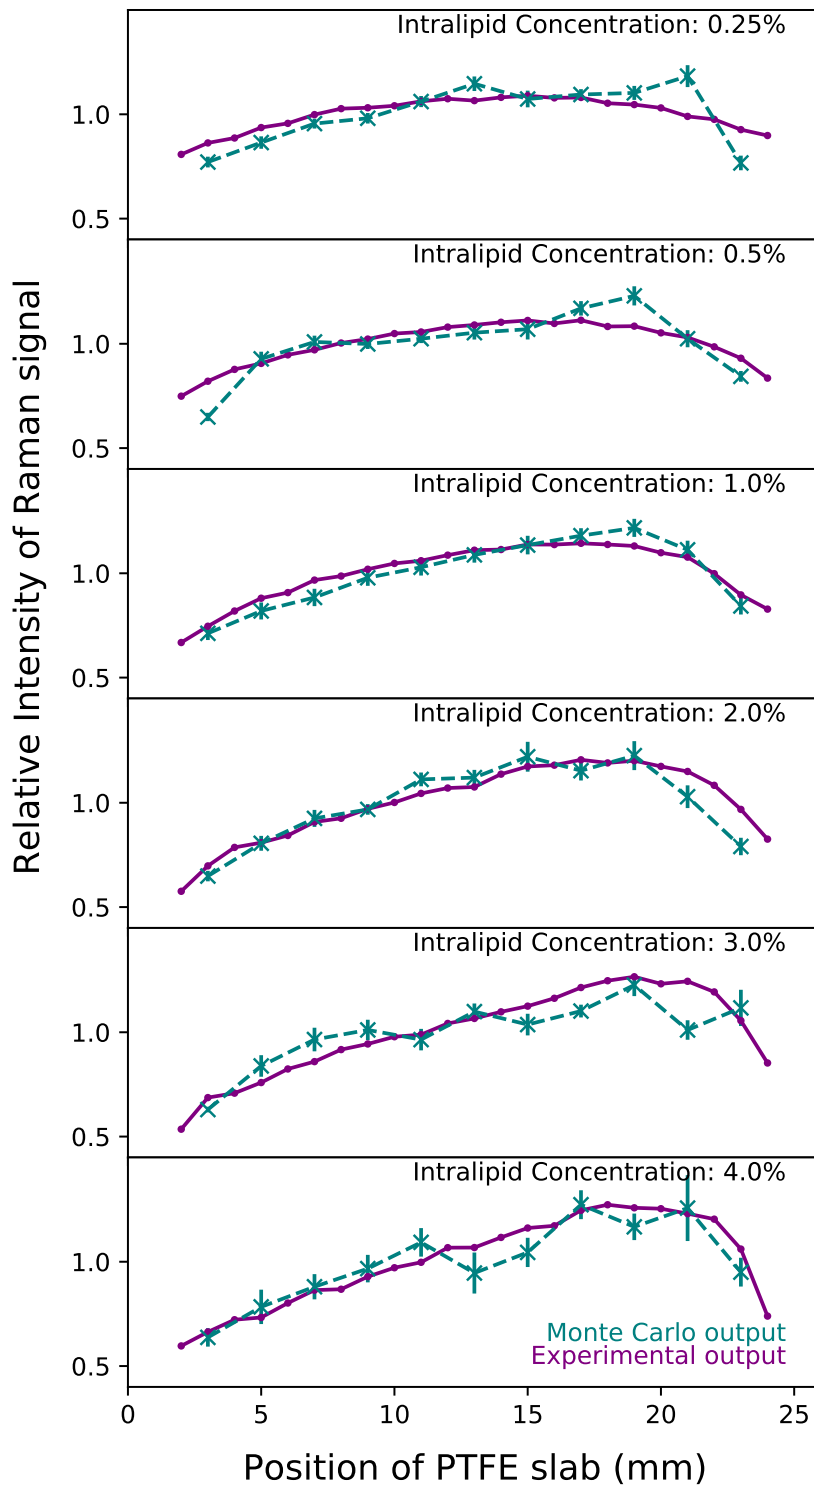 Intralipid Concentration: 0.25%
1.0
0.5
Intralipid Concentration: 0.5%
1.0
0.5
Intralipid Concentration: 1.0%
1.0
0.5
Intralipid Concentration: 2.0%
1.0
0.5
Intralipid Concentration: 3.0%
1.0
0.5
Intralipid Concentration: 4.0%
1.0
0.5
Monte Carlo output
Experimental output
0 5 10 15 20 25
Position of PTFE slab (mm)
Relative Intensity of Raman signal